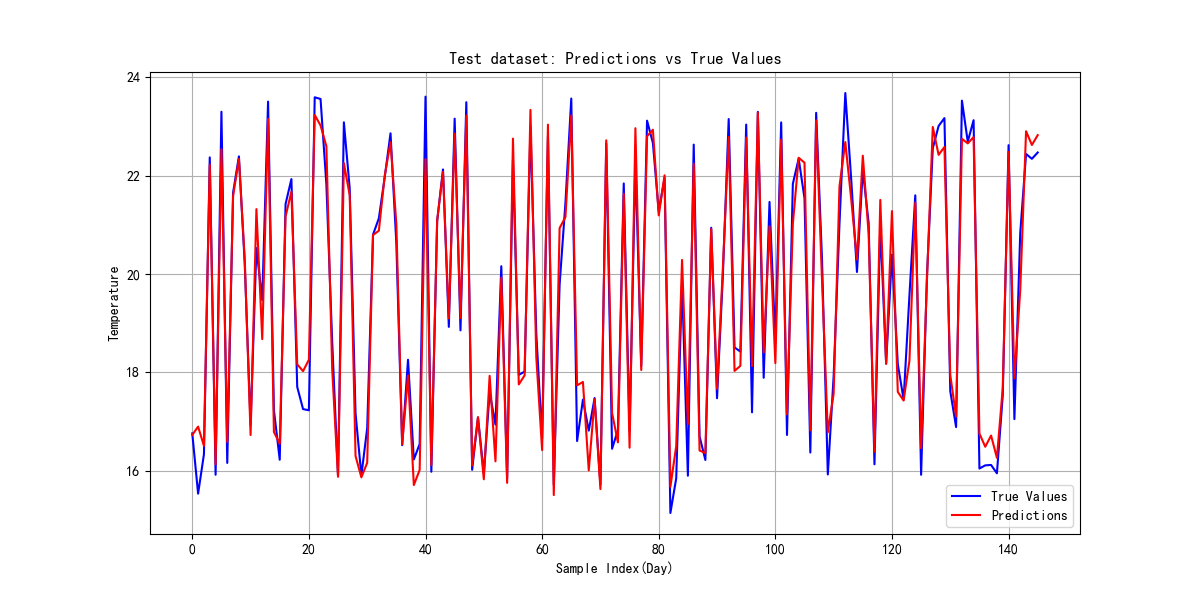 Test dataset: Predictions vs True Values
24
22
20
18
16
Temperature
0
20
40
60
80
100
120
140
Sample Index(Day)
True Values
Predictions